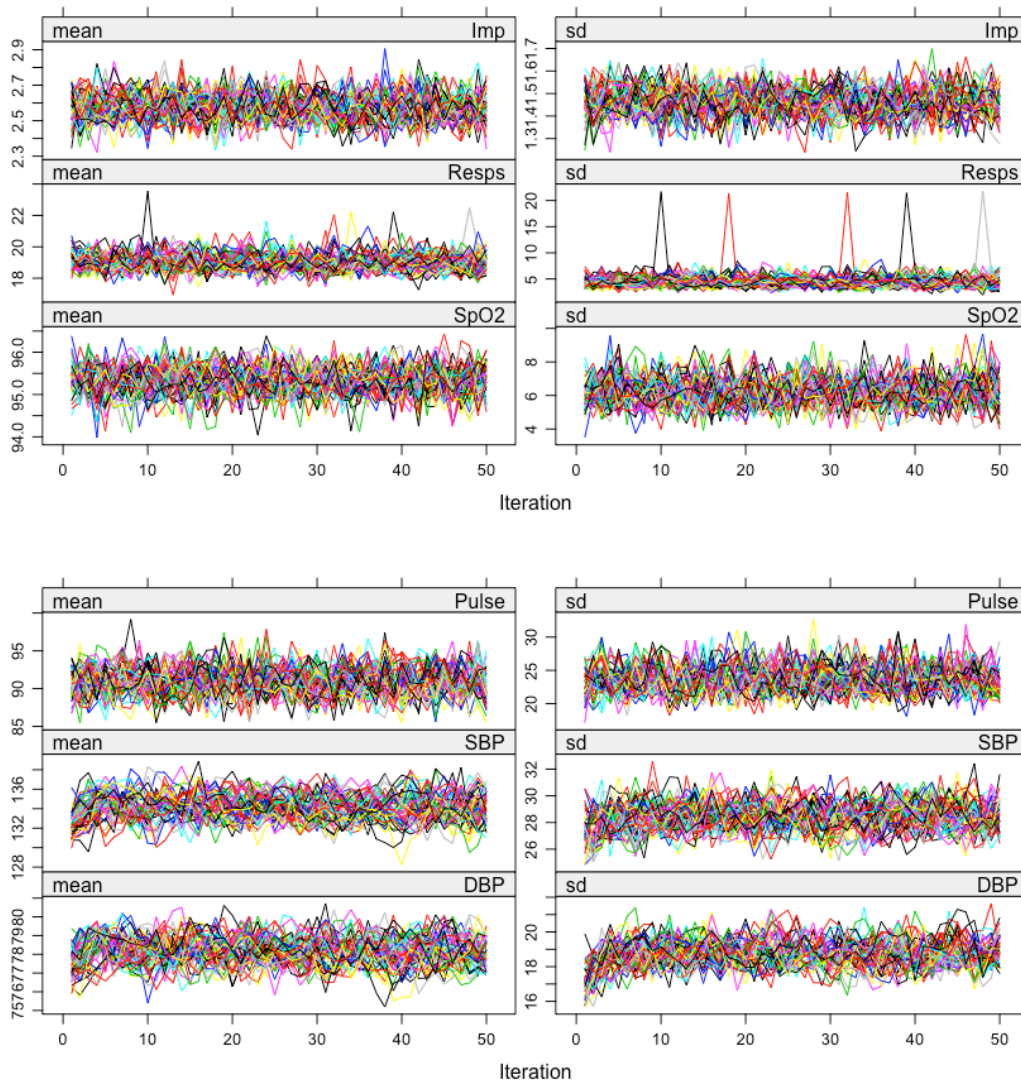 mean Imp
2.9
2.7
2.5
2.3
sd Imp
1.31.41.51.61.7
mean Resps
22
20
18
sd Resps
20
15
10
5
mean SpO2
96.0
95.0
94.0
sd SpO2
8
6
4
0 10 20 30 40 50
0 10 20 30 40 50
Iteration
mean Pulse
95
90
85
sd Pulse
30
25
20
mean SBP
136
132
128
sd SBP
32
30
28
26
mean DBP
757677787980
sd DBP
20
18
16
0 10 20 30 40 50
0 10 20 30 40 50
Iteration